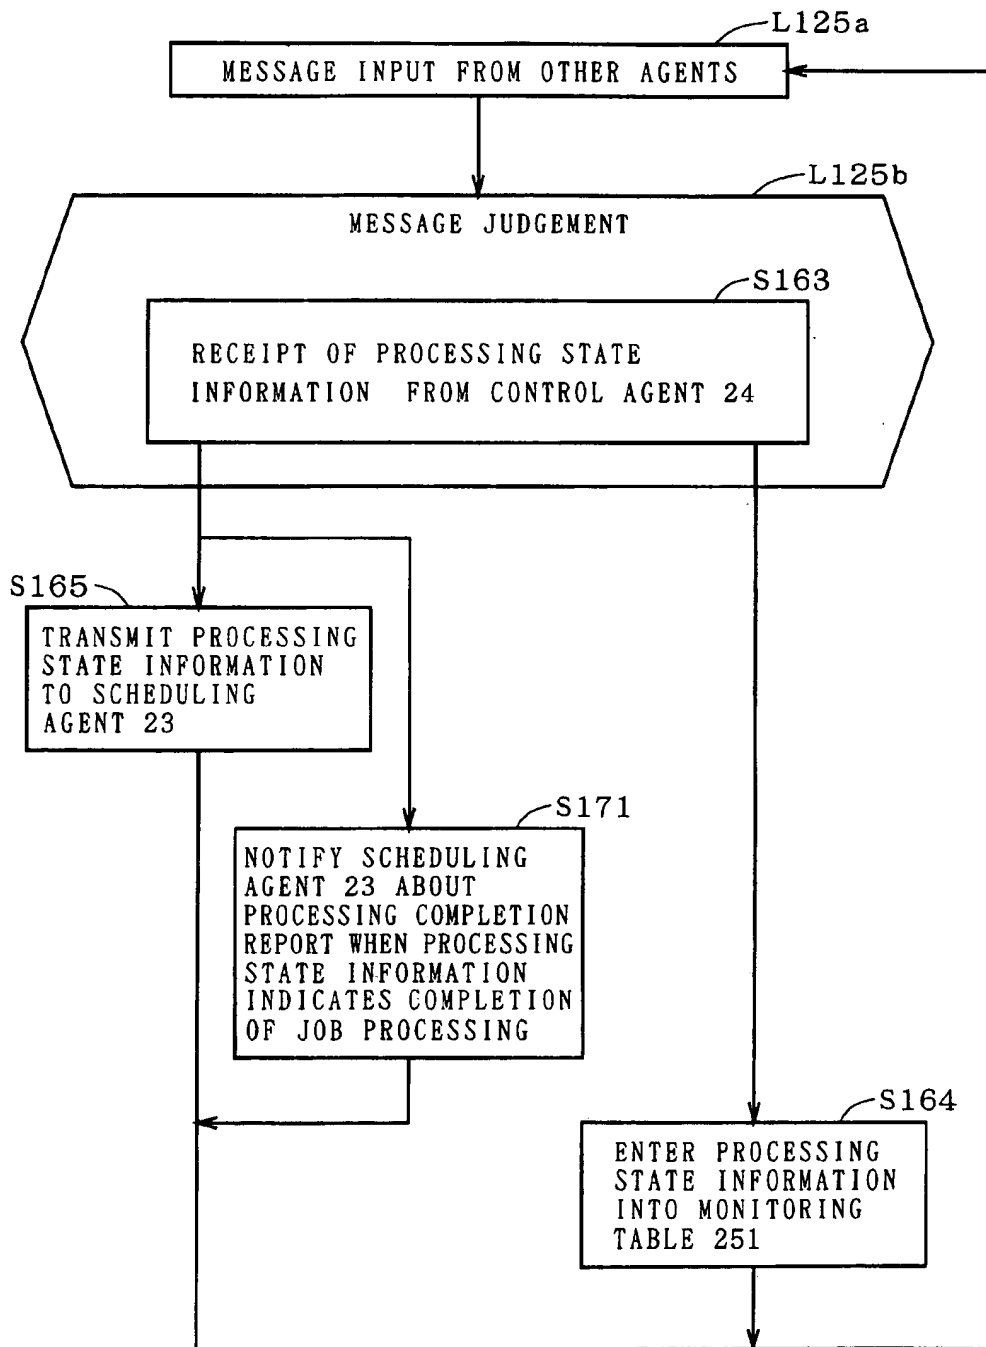 L125a
MESSAGE INPUT FROM OTHER AGENTS
L125b
MESSAGE JUDGEMENT
S163
RECEIPT OF PROCESSING STATE
INFORMATION FROM CONTROL AGENT 24
S165
TRANSMIT PROCESSING
STATE INFORMATION
TO SCHEDULING
AGENT 23
S171
NOTIFY SCHEDULING
AGENT 23 ABOUT
PROCESSING COMPLETION
REPORT WHEN PROCESSING
STATE INFORMATION
INDICATES COMPLETION
OF JOB PROCESSING
S164
ENTER PROCESSING
STATE INFORMATION
INTO MONITORING
TABLE 251